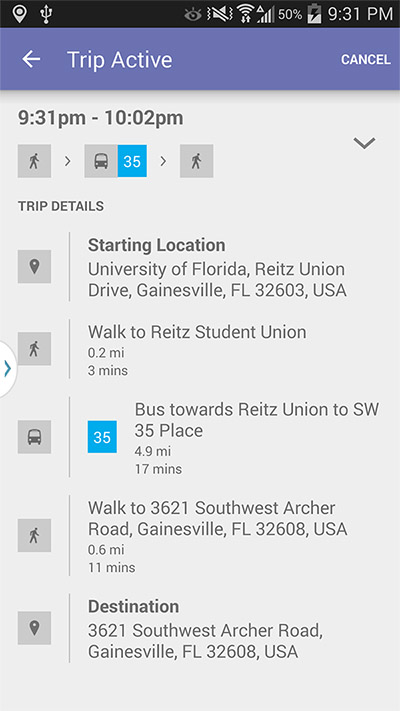 50% 9:31 PM
Trip Active CANCEL
9:31pm - 10:02pm
35
TRIP DETAILS
Starting Location
University of Florida, Reitz Union
Drive, Gainesville, FL 32603, USA
Walk to Reitz Student Union
0.2 mi
3 mins
Bus towards Reitz Union to SW
35 Place
35
4.9 mi
17 mins
Walk to 3621 Southwest Archer
Road, Gainesville, FL 32608, USA
0.6 mi
11 mins
Destination
3621 Southwest Archer Road,
Gainesville, FL 32608, USA